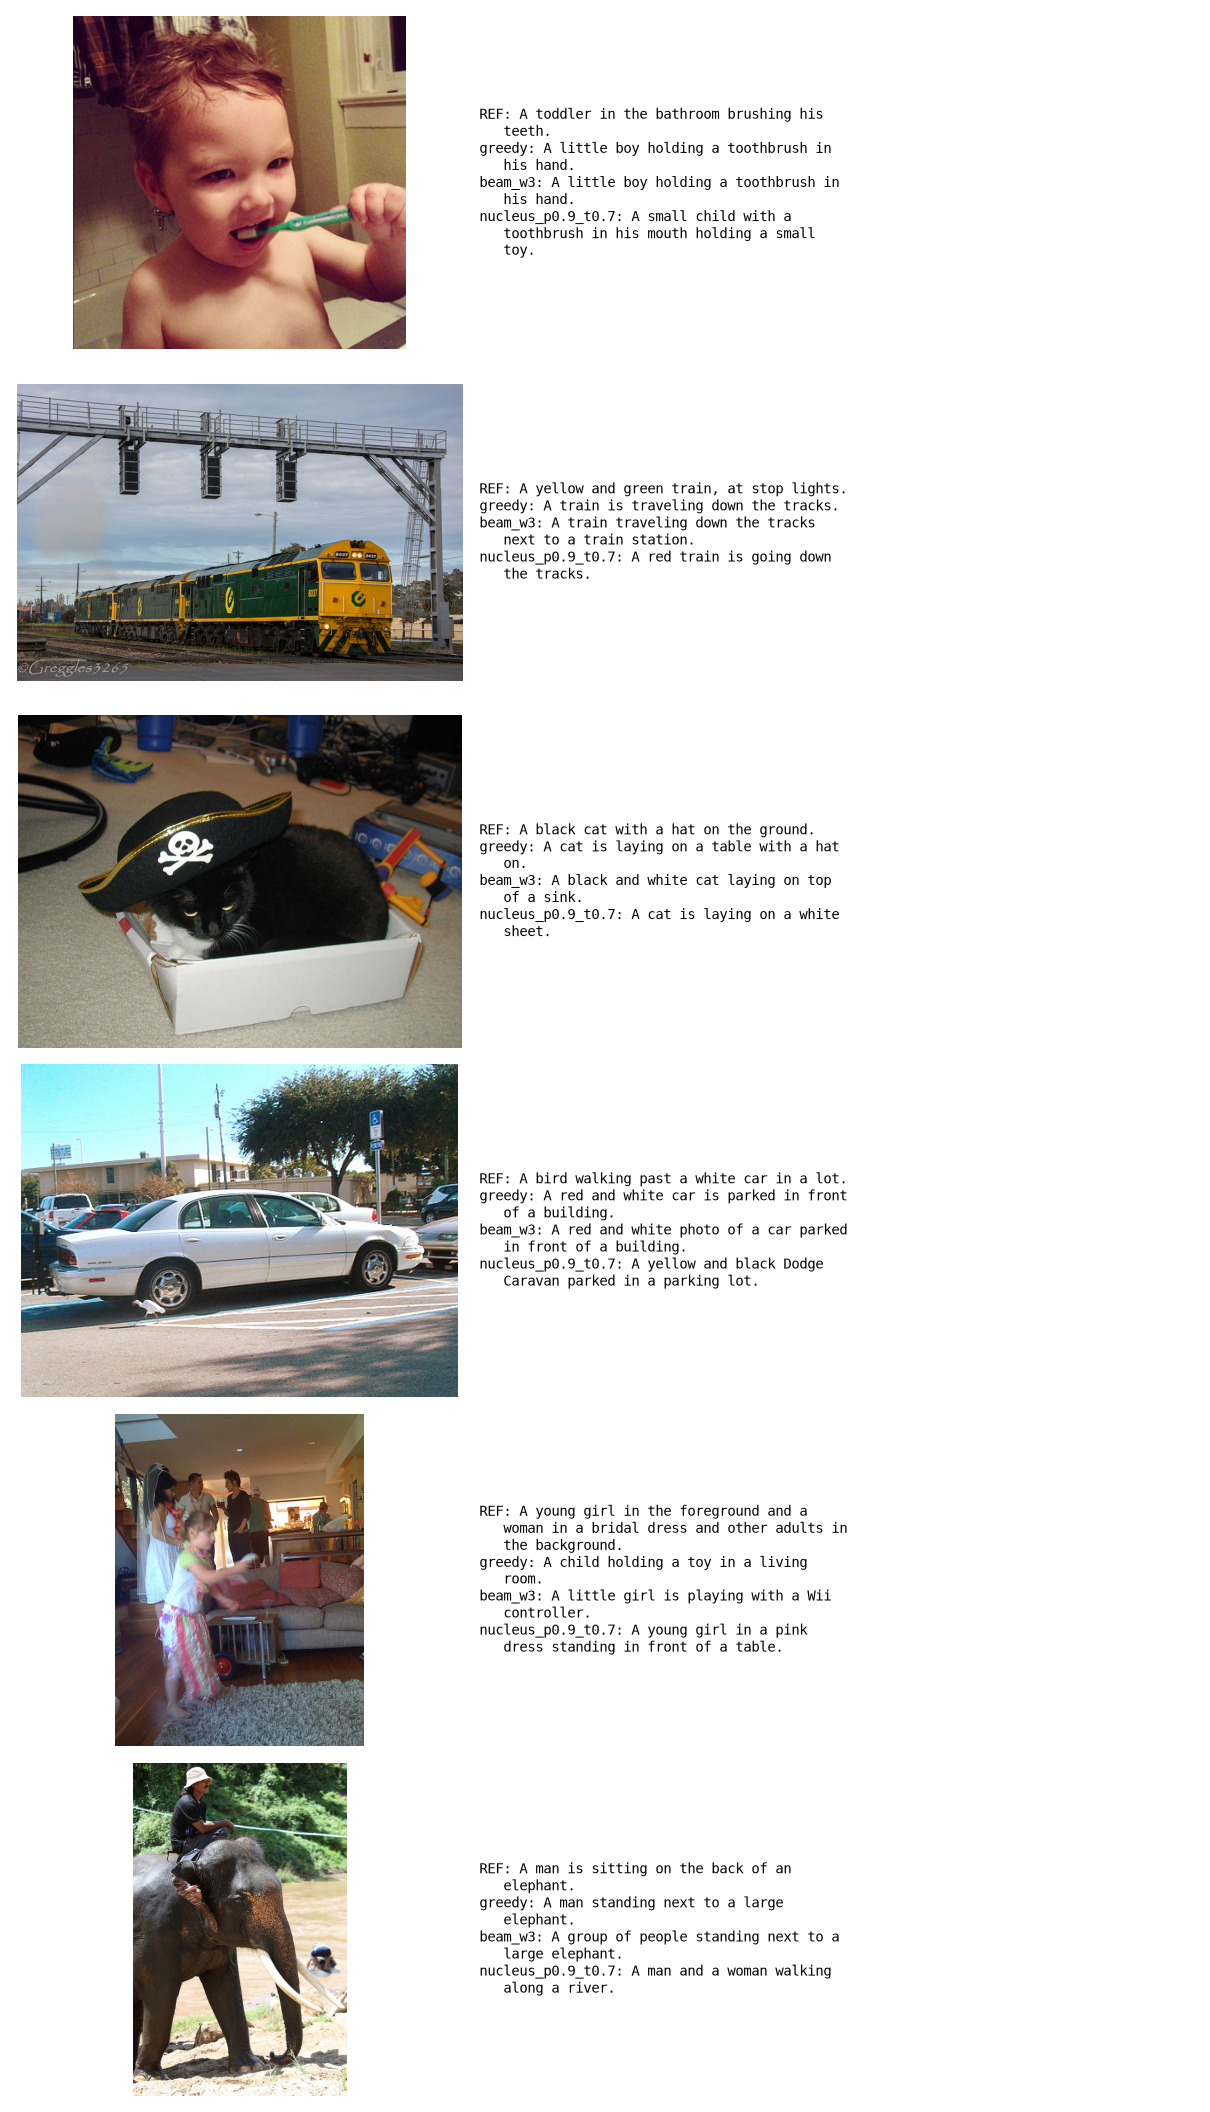 REF: A toddler in the bathroom brushing his
teeth.
greedy: A little boy holding a toothbrush in
his hand.
beam_w3: A little boy holding a toothbrush in
his hand.
nucleus_p0.9_t0.7: A small child with a
toothbrush in his mouth holding a small
toy.
8037 8037
8037
©Greggles3265
REF: A yellow and green train, at stop lights.
greedy: A train is traveling down the tracks.
beam_w3: A train traveling down the tracks
next to a train station.
nucleus_p0.9_t0.7: A red train is going down
the tracks.
REF: A black cat with a hat on the ground.
greedy: A cat is laying on a table with a hat
on.
beam_w3: A black and white cat laying on top
of a sink.
nucleus_p0.9_t0.7: A cat is laying on a white
sheet.
REF: A bird walking past a white car in a lot.
greedy: A red and white car is parked in front
of a building.
beam_w3: A red and white photo of a car parked
in front of a building.
nucleus_p0.9_t0.7: A yellow and black Dodge
Caravan parked in a parking lot.
REF: A young girl in the foreground and a
woman in a bridal dress and other adults in
the background.
greedy: A child holding a toy in a living
room.
beam_w3: A little girl is playing with a Wii
controller.
nucleus_p0.9_t0.7: A young girl in a pink
dress standing in front of a table.
REF: A man is sitting on the back of an
elephant.
greedy: A man standing next to a large
elephant.
beam_w3: A group of people standing next to a
large elephant.
nucleus_p0.9_t0.7: A man and a woman walking
along a river.